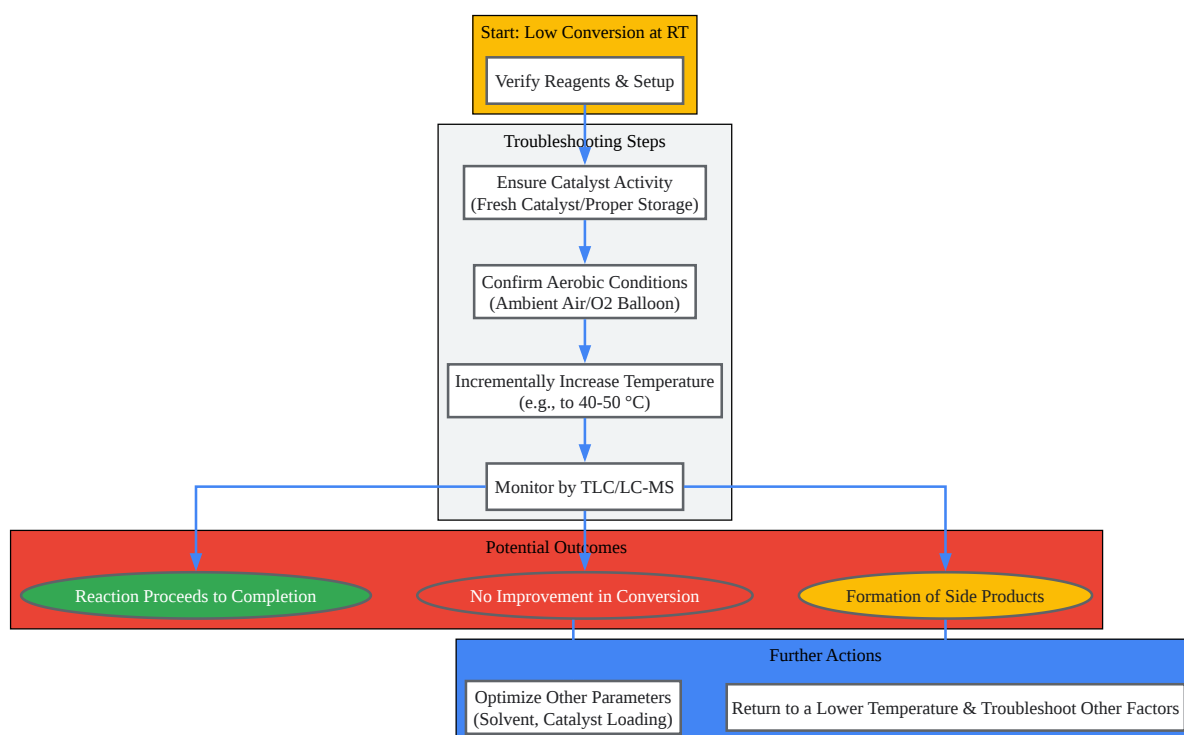 Start: Low Conversion at RT
Verify Reagents & Setup
Troubleshooting Steps
Ensure Catalyst Activity
(Fresh Catalyst/Proper Storage)
Confirm Aerobic Conditions
(Ambient Air/O2 Balloon)
Incrementally Increase Temperature
(e.g., to 40-50 °C)
Monitor by TLC/LC-MS
Potential Outcomes
Reaction Proceeds to Completion
No Improvement in Conversion
Formation of Side Products
Further Actions
Optimize Other Parameters
(Solvent, Catalyst Loading)
Return to a Lower Temperature & Troubleshoot Other Factors